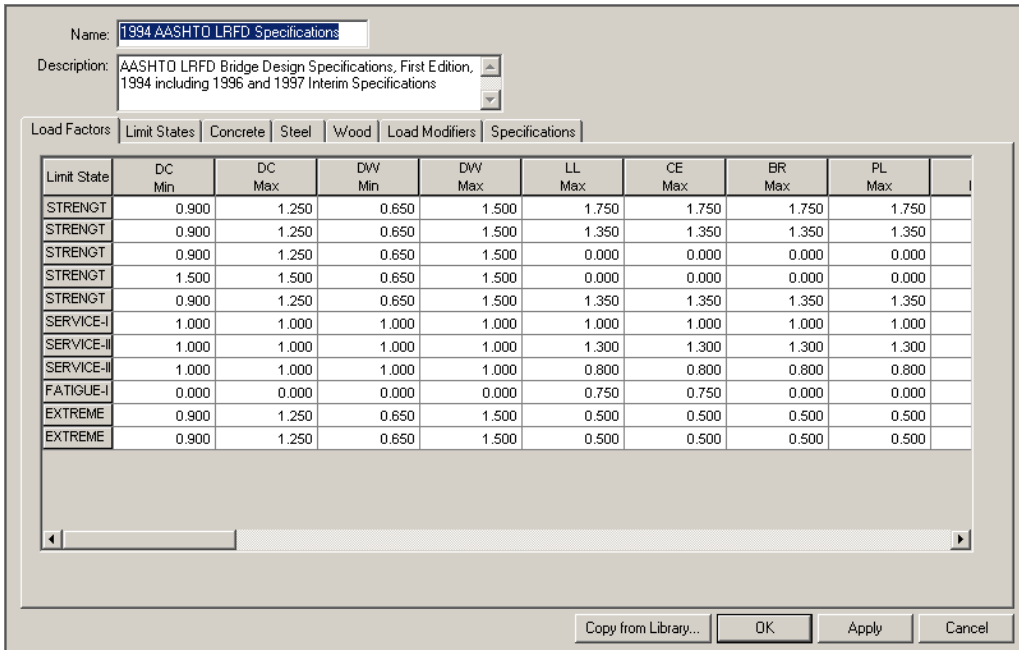 Name: 1994 AASHTO LRFD Specifications
Description: AASHTO LRFD Bridge Design Specifications, First Edition,
1994 including 1996 and 1997 Interim Specifications
Load Factors Limit States Concrete Steel Wood Load Modifiers Specifications
Limit State DC DC DW DW LL CE BR PL
Min Max Min Max Max Max Max Max
STRENGT 0.900 1.250 0.650 1.500 1.750 1.750 1.750 1.750
STRENGT 0.900 1.250 0.650 1.500 1.350 1.350 1.350 1.350
STRENGT 0.900 1.250 0.650 1.500 0.000 0.000 0.000 0.000
STRENGT 1.500 1.500 0.650 1.500 0.000 0.000 0.000 0.000
STRENGT 0.900 1.250 0.650 1.500 1.350 1.350 1.350 1.350
SERVICE-I 1.000 1.000 1.000 1.000 1.000 1.000 1.000 1.000
SERVICE-II 1.000 1.000 1.000 1.000 1.300 1.300 1.300 1.300
SERVICE-II 1.000 1.000 1.000 1.000 0.800 0.800 0.800 0.800
FATIGUE-I 0.000 0.000 0.000 0.000 0.750 0.750 0.000 0.000
EXTREME 0.900 1.250 0.650 1.500 0.500 0.500 0.500 0.500
EXTREME 0.900 1.250 0.650 1.500 0.500 0.500 0.500 0.500
Copy from Library... OK Apply Cancel